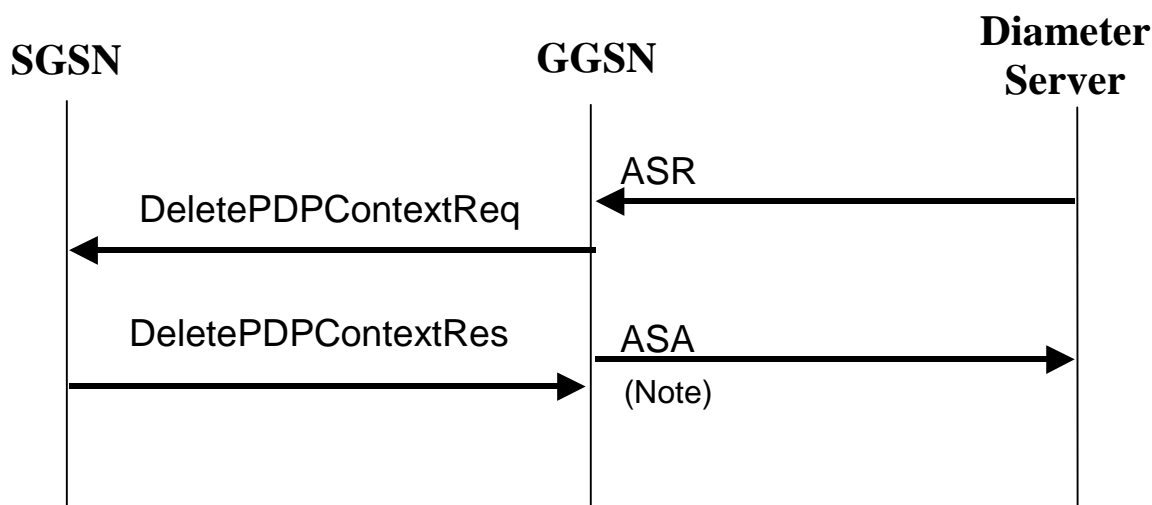 SGSN
GGSN
Diameter
Server
ASR
DeletePDPContextReq
DeletePDPContextRes
ASA
(Note)